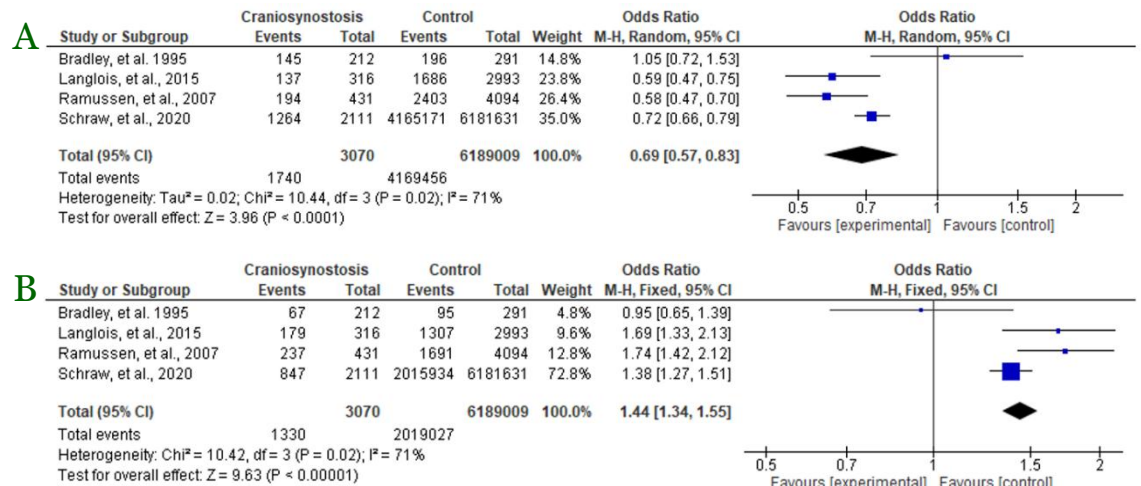 A
Craniosynostosis Control Odds Ratio Odds Ratio
Study or Subgroup Events Total Events Total Weight M-H, Random, 95% CI M-H, Random, 95% CI
Bradley, et al. 1995 145 212 196 291 14.8% 1.05 [0.72, 1.53]
Langlois, et al., 2015 137 316 1686 2993 23.8% 0.59 [0.47, 0.75]
Ramussen, et al., 2007 194 431 2403 4094 26.4% 0.58 [0.47, 0.70]
Schraw, et al., 2020 1264 2111 4165171 6181631 35.0% 0.72 [0.66, 0.79]
Total (95% CI) 3070 6189009 100.0% 0.69 [0.57, 0.83]
Total events 1740 4169456
Heterogeneity: Tau² = 0.02; Chi² = 10.44, df = 3 (P = 0.02); I² = 71%
Test for overall effect: Z = 3.96 (P < 0.0001)
0.5 0.7 1 1.5 2
Favours [experimental] Favours [control]
B
Craniosynostosis Control Odds Ratio Odds Ratio
Study or Subgroup Events Total Events Total Weight M-H, Fixed, 95% CI M-H, Fixed, 95% CI
Bradley, et al. 1995 67 212 95 291 4.8% 0.95 [0.65, 1.39]
Langlois, et al., 2015 179 316 1307 2993 9.6% 1.69 [1.33, 2.13]
Ramussen, et al., 2007 237 431 1691 4094 12.8% 1.74 [1.42, 2.12]
Schraw, et al., 2020 847 2111 2015934 6181631 72.8% 1.38 [1.27, 1.51]
Total (95% CI) 3070 6189009 100.0% 1.44 [1.34, 1.55]
Total events 1330 2019027
Heterogeneity: Chi² = 10.42, df = 3 (P = 0.02); I² = 71%
Test for overall effect: Z = 9.63 (P < 0.00001)
0.5 0.7 1 1.5 2
Favours [experimental] Favours [control]